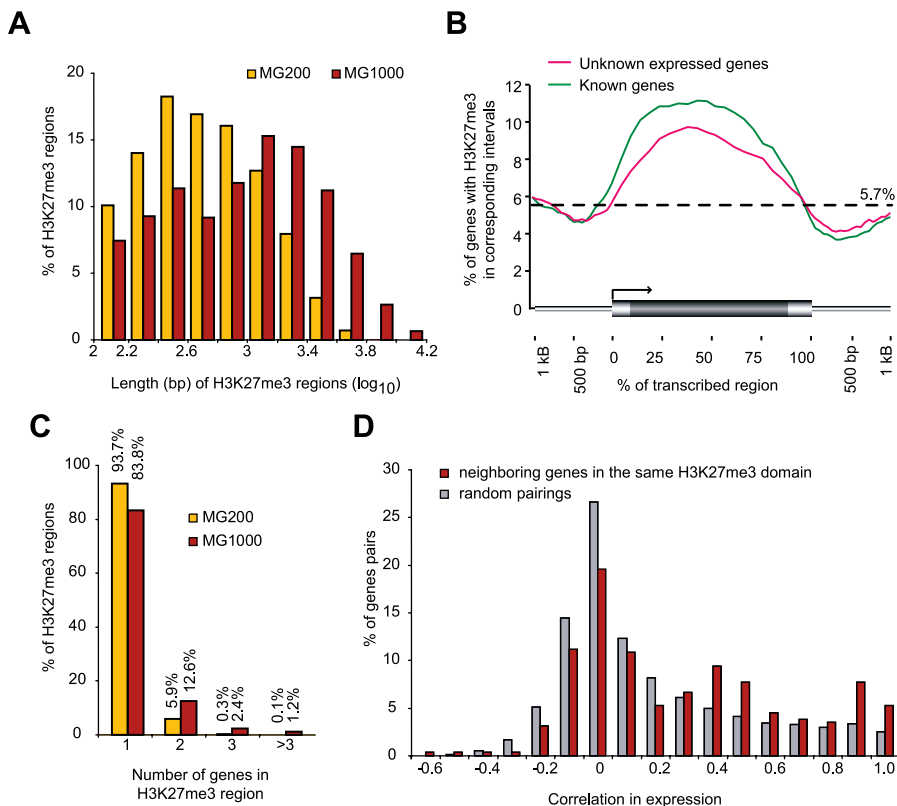 A
% of H3K27me3 regions
20
15
10
5
0
MG200
MG1000
2
2.2
2.6
3
3.4
3.8
4.2
Length (bp) of H3K27me3 regions (log10)
B
Unknown expressed genes
Known genes
% of genes with H3K27me3
in corresponding intervals
12
10
8
6
4
2
0
5.7%
1 kB
500 bp
0
25
50
75
100
500 bp
1 kB
% of transcribed region
C
% of H3K27me3 regions
100
80
60
40
20
0
93.7%
83.8%
5.9%
12.6%
0.3%
2.4%
0.1%
1.2%
MG200
MG1000
1
2
3
>3
Number of genes in
H3K27me3 region
D
% of genes pairs
30
25
20
15
10
5
0
neighboring genes in the same H3K27me3 domain
random pairings
-0.6
-0.4
-0.2
0
0.2
0.4
0.6
0.8
1.0
Correlation in expression